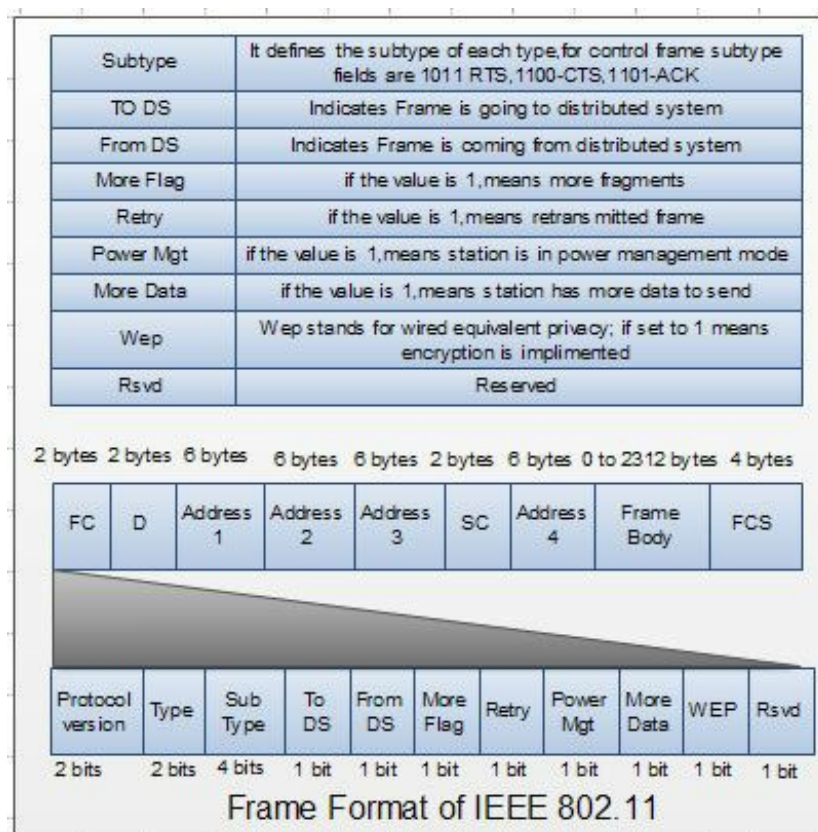 Subtype
It defines the subtype of each type,for control frame subtype
fields are 1011 RTS,1100-CTS,1101-ACK
TO DS
Indicates Frame is going to distributed system
From DS
Indicates Frame is coming from distributed system
More Flag
if the value is 1,means more fragments
Retry
if the value is 1,means retransmitted frame
Power Mgt
if the value is 1,means station is in power management mode
More Data
if the value is 1,means station has more data to send
Wep
Wep stands for wired equivalent privacy; if set to 1 means
encryption is implimented
Rsvd
Reserved
2 bytes 2 bytes 6 bytes 6 bytes 6 bytes 2 bytes 6 bytes 0 to 2312 bytes 4 bytes
FC
D
Address
1
Address
2
Address
3
SC
Address
4
Frame
Body
FCS
Protocol
version
Type
Sub
Type
To
DS
From
DS
More
Flag
Retry
Power
Mgt
More
Data
WEP
Rsvd
2 bits 2 bits 4 bits 1 bit 1 bit 1 bit 1 bit 1 bit 1 bit 1 bit 1 bit
Frame Format of IEEE 802.11